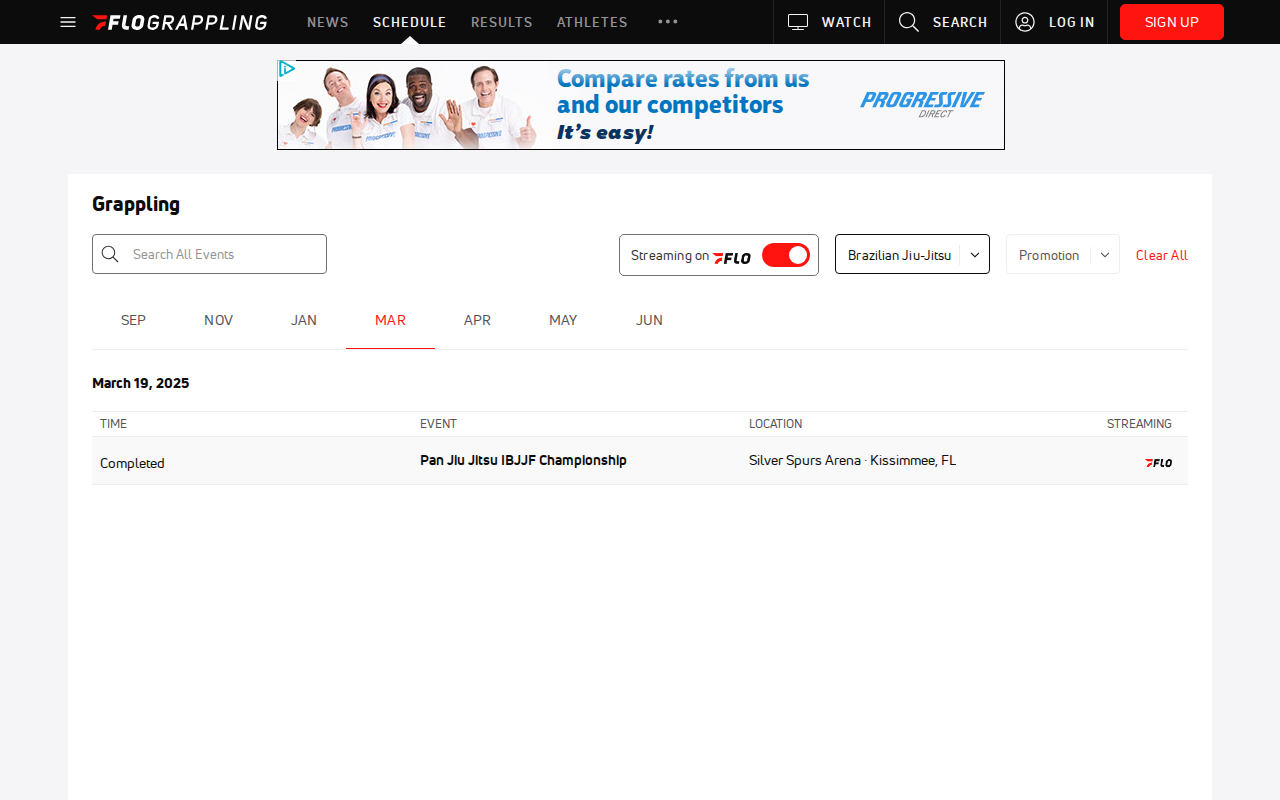 FLOGRAPPLING NEWS SCHEDULE RESULTS ATHLETES WATCH SEARCH LOG IN SIGN UP
Compare rates from us
and our competitors
It's easy!
PROGRESSIVE
DIRECT
Grappling
Search All Events Streaming on FLO Brazilian Jiu-Jitsu Promotion Clear All
SEP NOV JAN MAR APR MAY JUN
March 19, 2025
TIME EVENT LOCATION STREAMING
Completed Pan Jiu Jitsu IBJJF Championship Silver Spurs Arena · Kissimmee, FL FLO